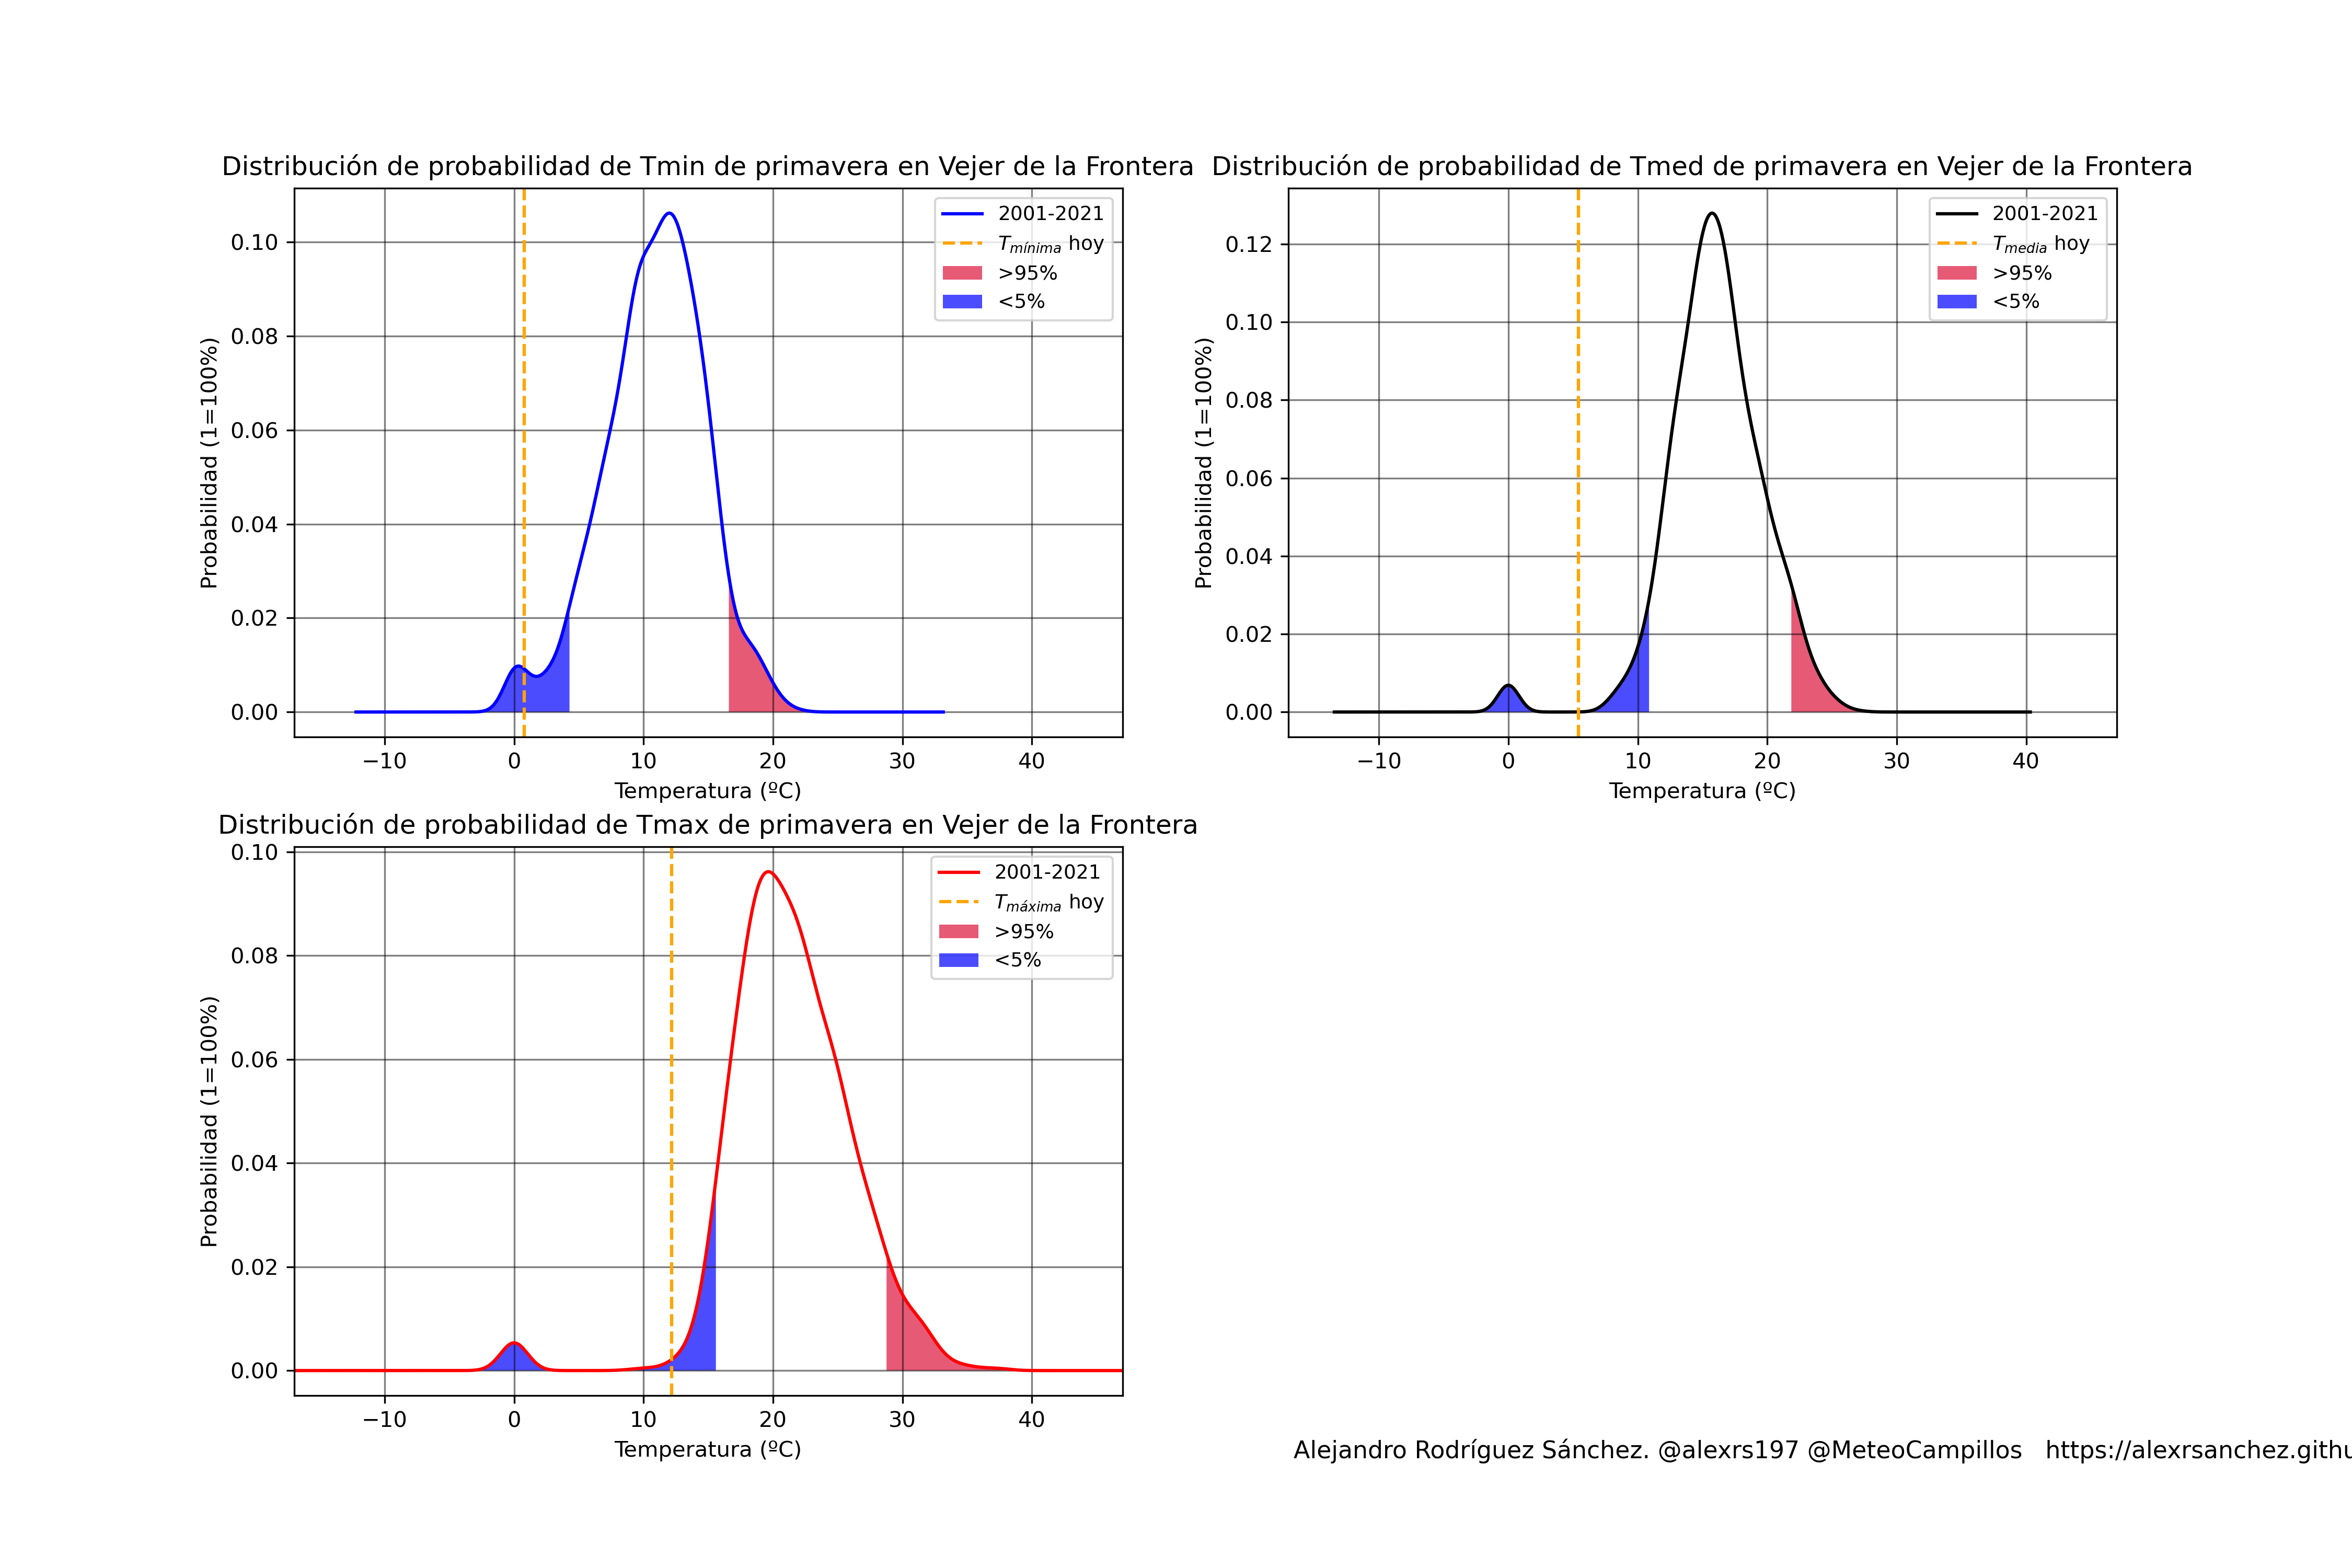 Distribución de probabilidad de Tmin de primavera en Vejer de la Frontera
Probabilidad (1=100%)
0.10
0.08
0.06
0.04
0.02
0.00
−10 0 10 20 30 40
Temperatura (ºC)
2001-2021
Tmínima hoy
>95%
<5%
Distribución de probabilidad de Tmed de primavera en Vejer de la Frontera
Probabilidad (1=100%)
0.12
0.10
0.08
0.06
0.04
0.02
0.00
−10 0 10 20 30 40
Temperatura (ºC)
2001-2021
Tmedia hoy
>95%
<5%
Distribución de probabilidad de Tmax de primavera en Vejer de la Frontera
Probabilidad (1=100%)
0.10
0.08
0.06
0.04
0.02
0.00
−10 0 10 20 30 40
Temperatura (ºC)
2001-2021
Tmáxima hoy
>95%
<5%
Alejandro Rodríguez Sánchez. @alexrs197 @MeteoCampillos https://alexrsanchez.githu